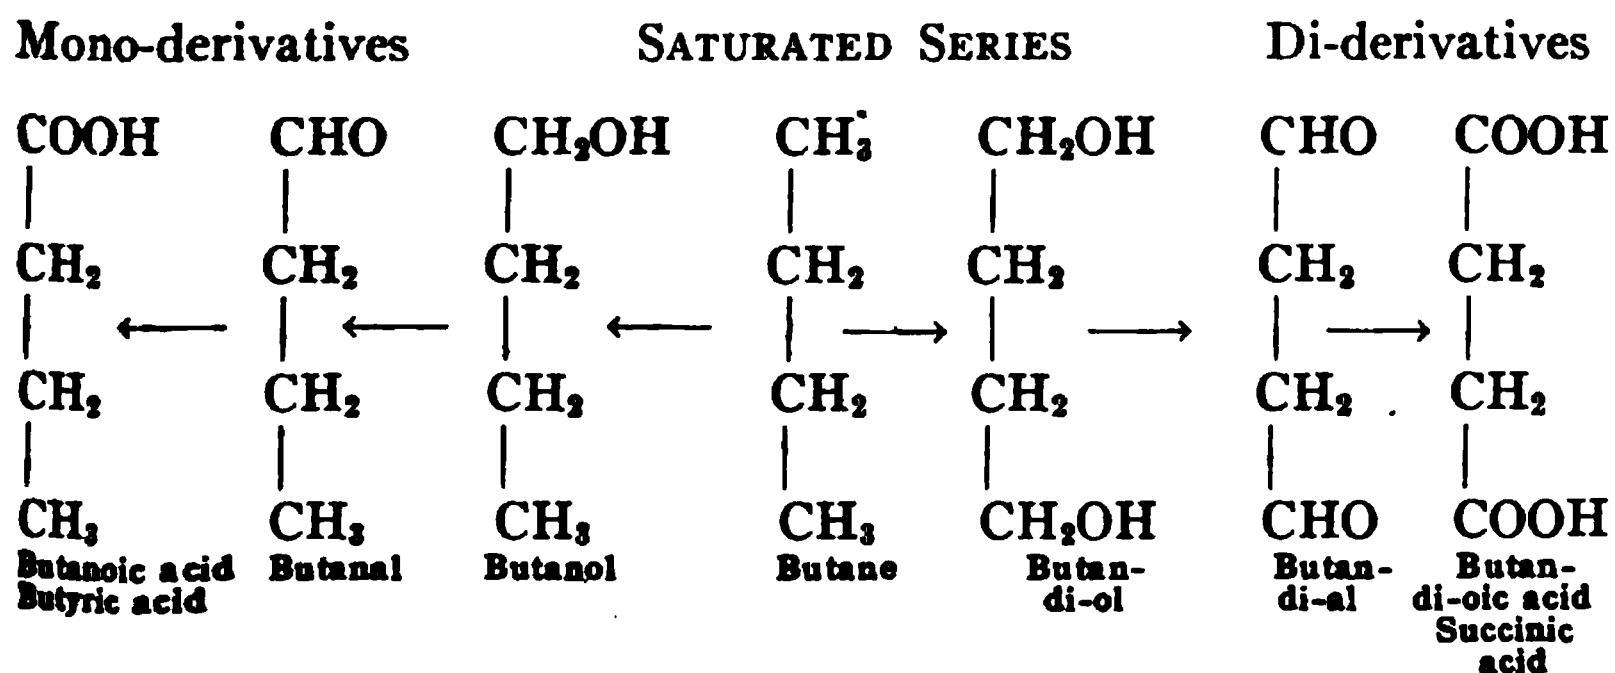 Mono-derivatives SATURATED SERIES Di-derivatives
COOH CHO CH₂OH CH₃ CH₂OH CHO COOH
CH₂ CH₂ CH₂ CH₂ CH₂ CH₂ CH₂
CH₂ CH₂ CH₂ CH₂ CH₂ CH₂ CH₂
CH₃ CH₃ CH₃ CH₃ CH₂OH CHO COOH
Butanoic acid Butanal Butanol Butane Butan- Butan- Butan-
Butyric acid di-ol di-al di-oic acid
Succinic
acid